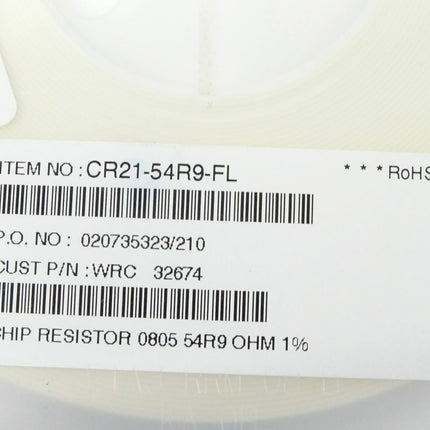 ITEM NO : CR21-54R9-FL * * * RoHS
P.O. NO : 020735323/210
CUST P/N : WRC 32674
CHIP RESISTOR 0805 54R9 OHM 1%